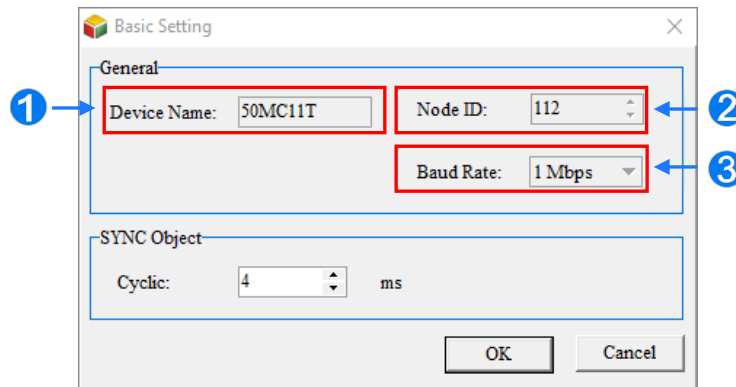 Basic Setting
General
1 Device Name: 50MC11T Node ID: 112 2
Baud Rate: 1 Mbps 3
SYNC Object
Cyclic: 4 ms
OK Cancel